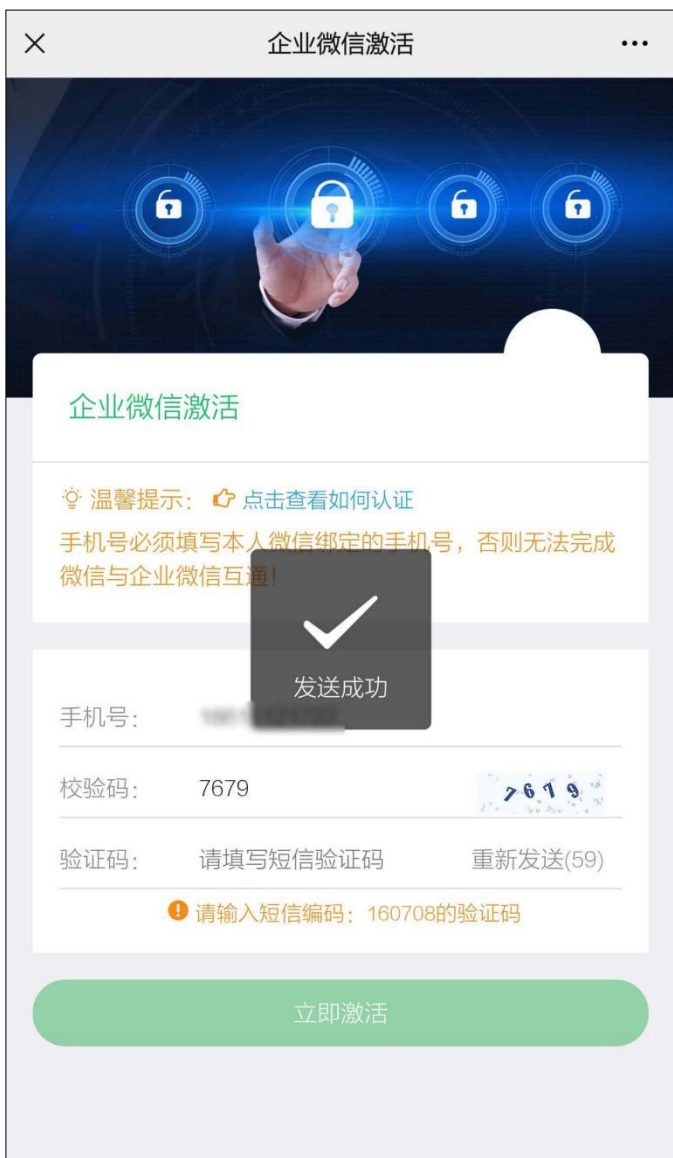 企业微信激活
企业微信激活
温馨提示： 点击查看如何认证
手机号必须填写本人微信绑定的手机号，否则无法完成
微信与企业微信互通！
发送成功
手机号：
校验码： 7679 7679
验证码： 请填写短信验证码 重新发送(59)
请输入短信编码：160708的验证码
立即激活